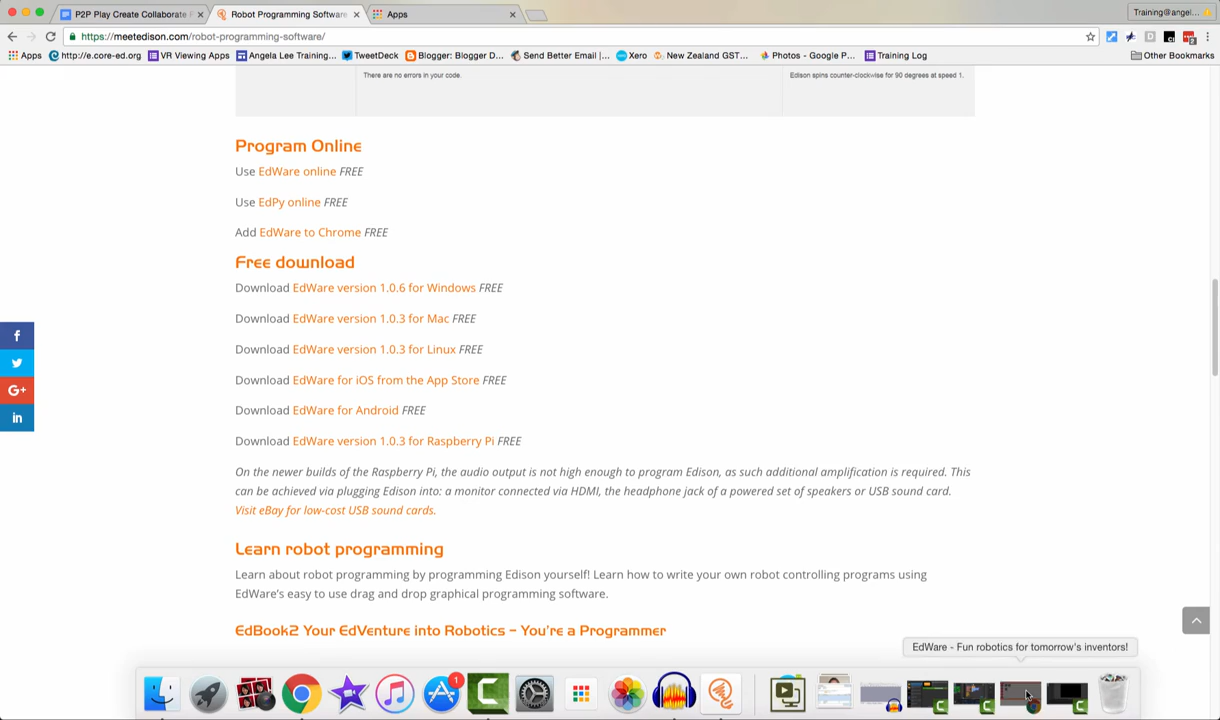 P2P Play Create Collaborate F
Robot Programming Software
Apps
Training@angel...
https://meetedison.com/robot-programming-software/
Apps
http://e.core-ed.org
VR Viewing Apps
Angela Lee Training...
TweetDeck
Blogger: Blogger D...
Send Better Email |...
Xero
New Zealand GST...
Photos - Google P...
Training Log
Other Bookmarks
There are no errors in your code.
Edison spins counter-clockwise for 90 degrees at speed 1.
Program Online
Use EdWare online FREE
Use EdPy online FREE
Add EdWare to Chrome FREE
Free download
Download EdWare version 1.0.6 for Windows FREE
Download EdWare version 1.0.3 for Mac FREE
Download EdWare version 1.0.3 for Linux FREE
Download EdWare for iOS from the App Store FREE
Download EdWare for Android FREE
Download EdWare version 1.0.3 for Raspberry Pi FREE
On the newer builds of the Raspberry Pi, the audio output is not high enough to program Edison, as such additional amplification is required. This
can be achieved via plugging Edison into: a monitor connected via HDMI, the headphone jack of a powered set of speakers or USB sound card.
Visit eBay for low-cost USB sound cards.
Learn robot programming
Learn about robot programming by programming Edison yourself! Learn how to write your own robot controlling programs using
EdWare's easy to use drag and drop graphical programming software.
EdBook2 Your EdVenture into Robotics – You're a Programmer
EdWare - Fun robotics for tomorrow's inventors!
f
G+
in
1